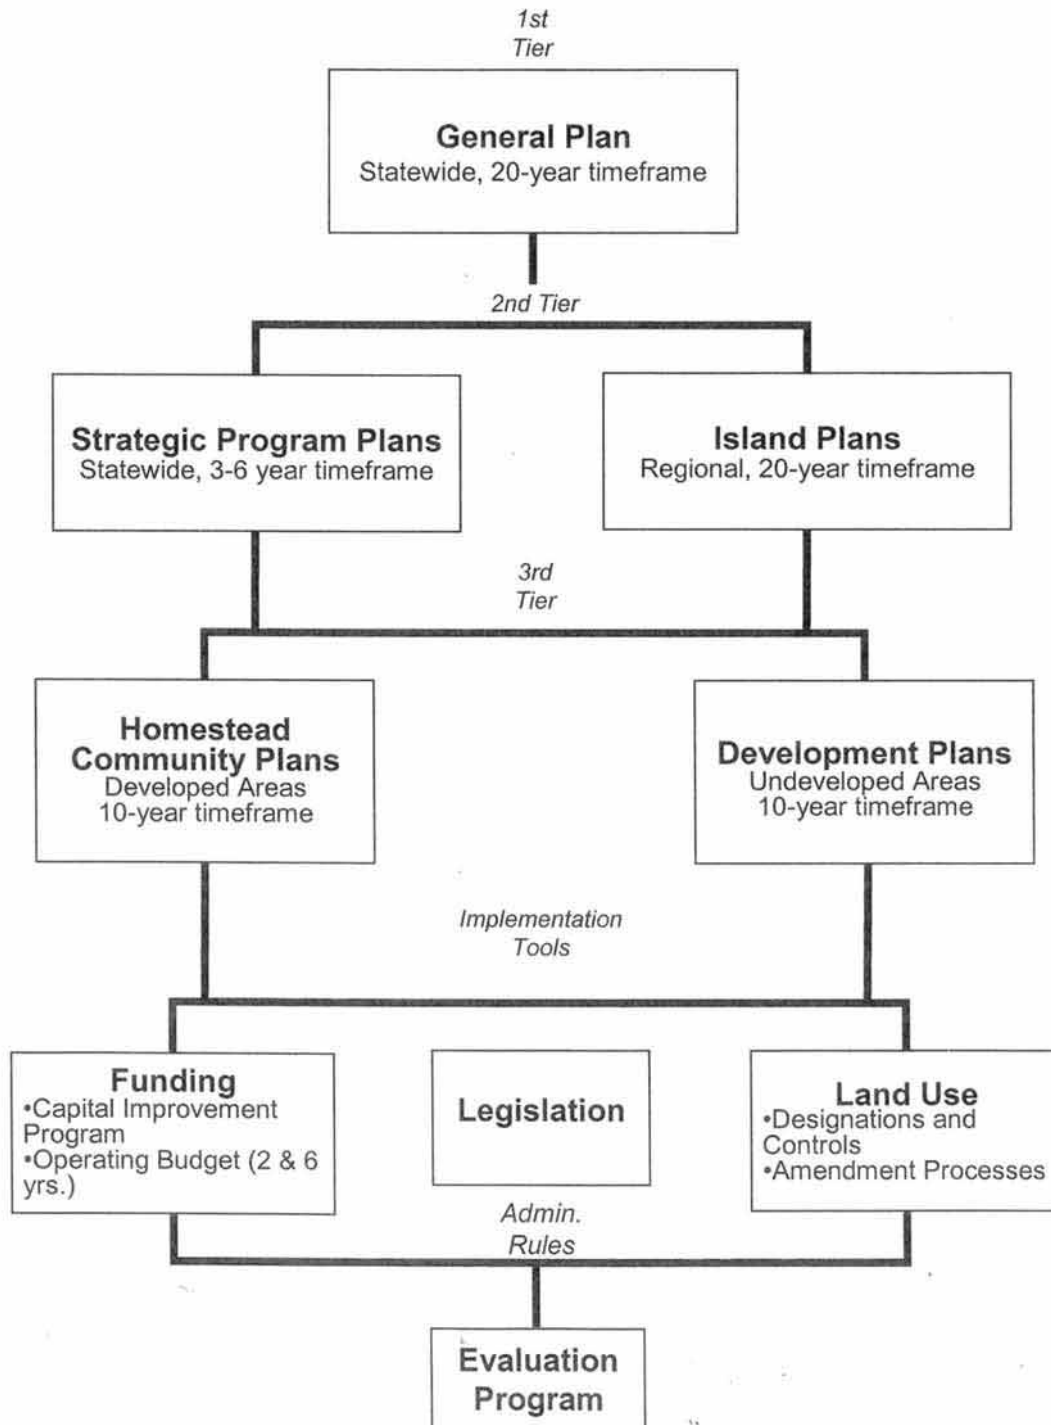 1st
Tier
General Plan
Statewide, 20-year timeframe
2nd Tier
Strategic Program Plans
Statewide, 3-6 year timeframe
Island Plans
Regional, 20-year timeframe
3rd
Tier
Homestead
Community Plans
Developed Areas
10-year timeframe
Development Plans
Undeveloped Areas
10-year timeframe
Implementation
Tools
Funding
•Capital Improvement
Program
•Operating Budget (2 & 6
yrs.)
Legislation
Land Use
•Designations and
Controls
•Amendment Processes
Admin.
Rules
Evaluation
Program